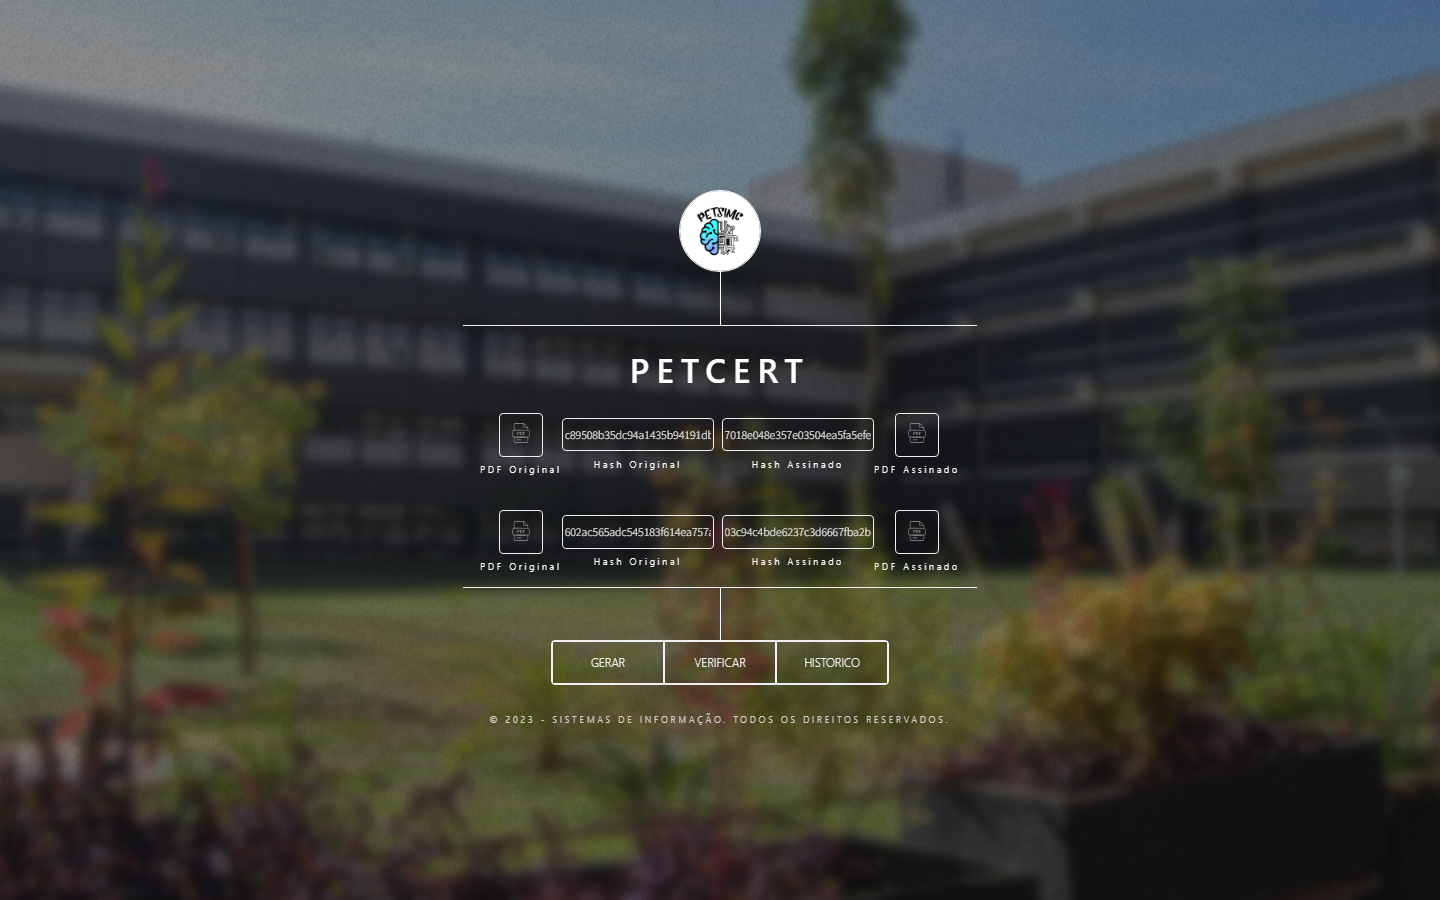 PETSIMC
PETCERT
c89508b35dc94a1435b94191db
7018e048e357e03504ea5fa5efe
PDF
PDF
PDF Original
Hash Original
Hash Assinado
PDF Assinado
602ac565adc545183f614ea757a
03c94c4bde6237c3d6667fba2b
PDF
PDF
PDF Original
Hash Original
Hash Assinado
PDF Assinado
GERAR
VERIFICAR
HISTORICO
© 2023 - SISTEMAS DE INFORMAÇÃO. TODOS OS DIREITOS RESERVADOS.